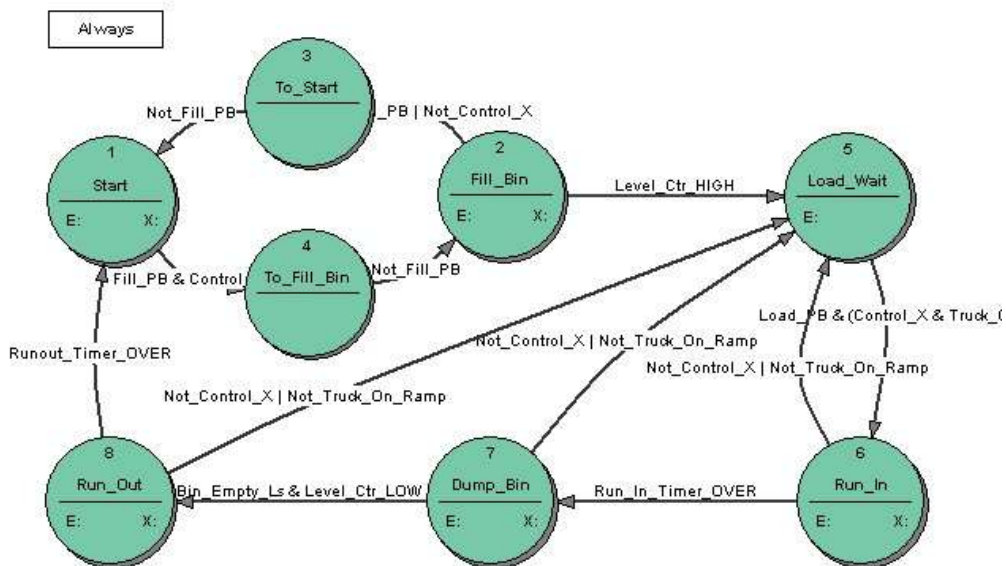 Always
3
To_Start
Not_Fill_PB
_PB | Not_Control_X
1
Start
E: X:
2
Fill_Bin
E: X:
Level_Ctr_HIGH
5
Load_Wait
E:
4
To_Fill_Bin
Fill_PB & Control
Not_Fill_PB
Runout_Timer_OVER
Load_PB & (Control_X & Truck_O
Not_Control_X | Not_Truck_On_Ramp
Not_Control_X | Not_Truck_On_Ramp
Not_Control_X | Not_Truck_On_Ramp
8
Run_Out
E: X:
Bin_Empty_Ls & Level_Ctr_LOW
7
Dump_Bin
E: X:
Run_In_Timer_OVER
6
Run_In
E: X: